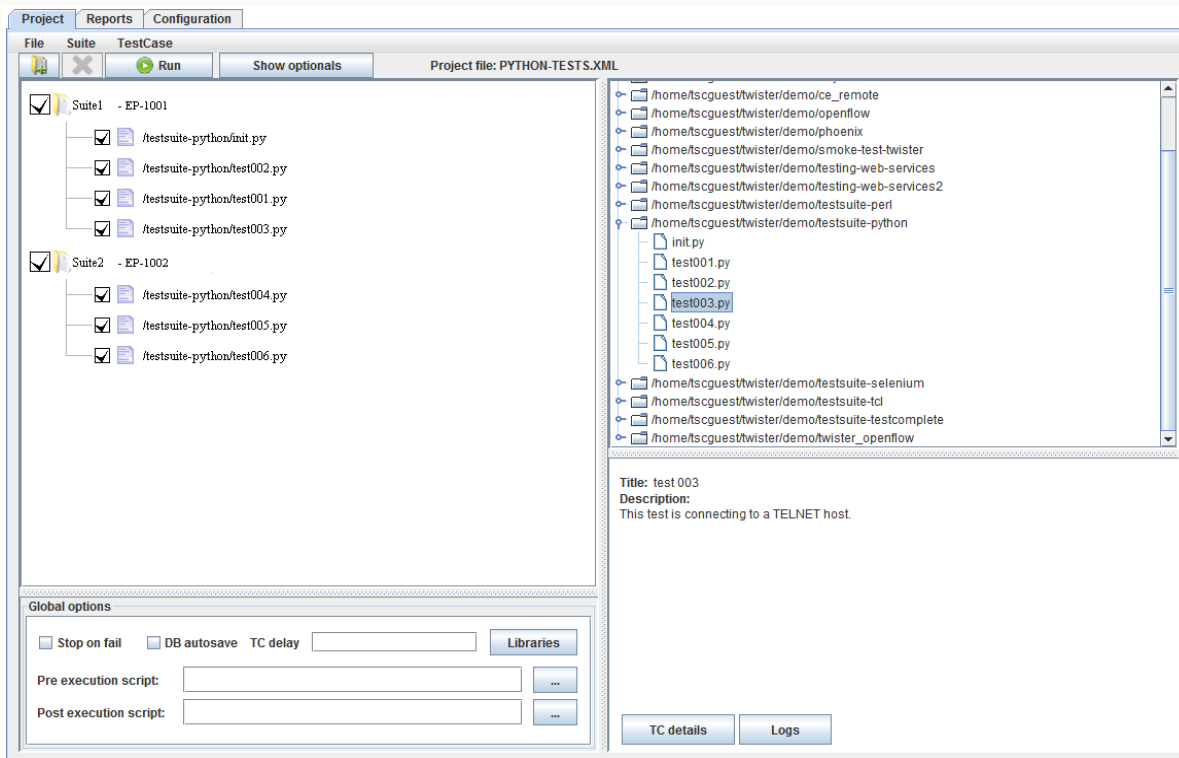 Project Reports Configuration
File Suite TestCase
Run Show optionals Project file: PYTHON-TESTS.XML
Suite1 - EP-1001
/testsuite-python/init.py
/testsuite-python/test002.py
/testsuite-python/test001.py
/testsuite-python/test003.py
Suite2 - EP-1002
/testsuite-python/test004.py
/testsuite-python/test005.py
/testsuite-python/test006.py
/home/tscguest/twister/demo/ce_remote
/home/tscguest/twister/demo/openflow
/home/tscguest/twister/demo/phoenix
/home/tscguest/twister/demo/smoke-test-twister
/home/tscguest/twister/demo/testing-web-services
/home/tscguest/twister/demo/testing-web-services2
/home/tscguest/twister/demo/testsuite-perl
/home/tscguest/twister/demo/testsuite-python
init.py
test001.py
test002.py
test003.py
test004.py
test005.py
test006.py
/home/tscguest/twister/demo/testsuite-selenium
/home/tscguest/twister/demo/testsuite-tcl
/home/tscguest/twister/demo/testsuite-testcomplete
/home/tscguest/twister/demo/twister_openflow
Title: test 003
Description:
This test is connecting to a TELNET host.
TC details Logs
Global options
Stop on fail DB autosave TC delay Libraries
Pre execution script: ...
Post execution script: ...